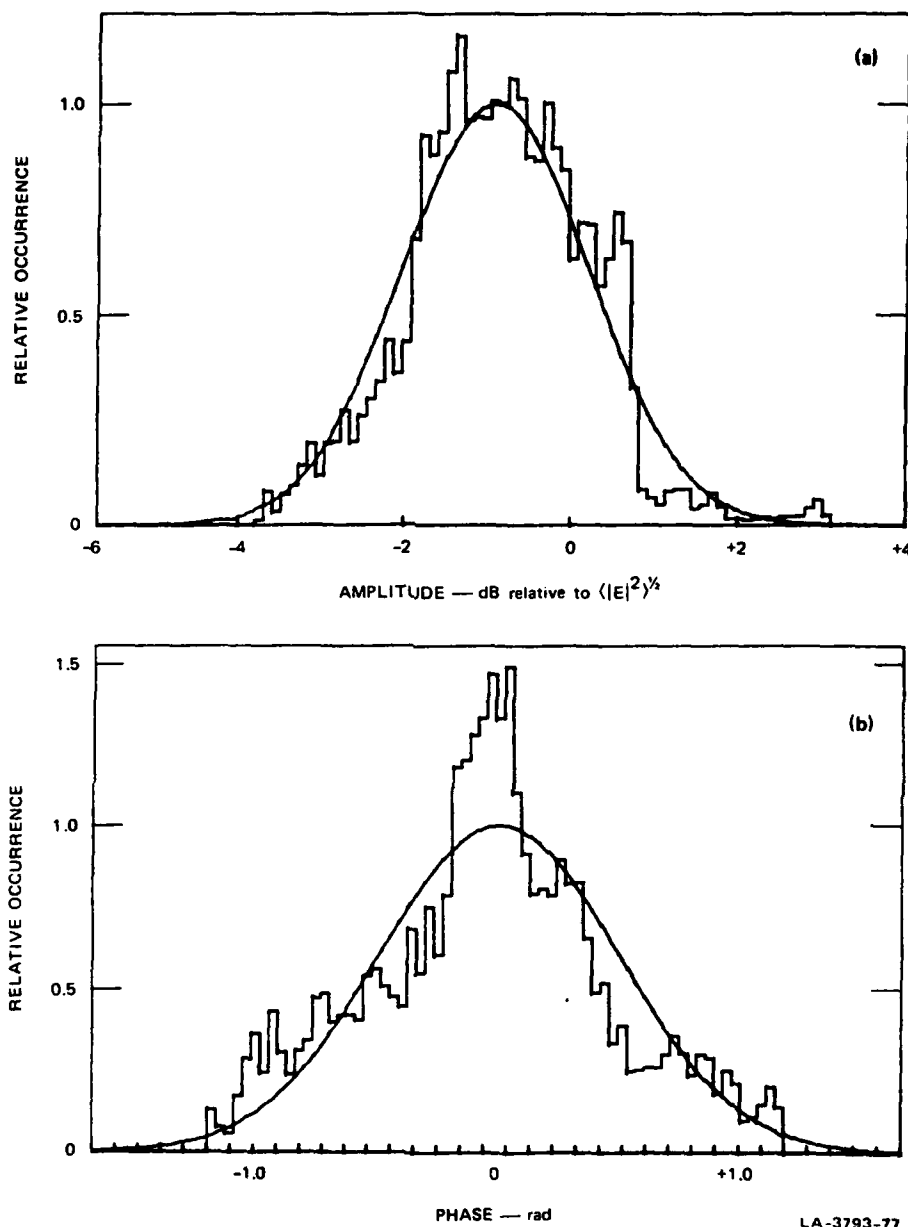 (a)
RELATIVE OCCURRENCE
1.0
0.5
0
-6
-4
-2
0
+2
+4
AMPLITUDE — dB relative to ⟨|E|²⟩^½
(b)
RELATIVE OCCURRENCE
1.5
1.0
0.5
0
-1.0
0
+1.0
PHASE — rad
LA-3793-77